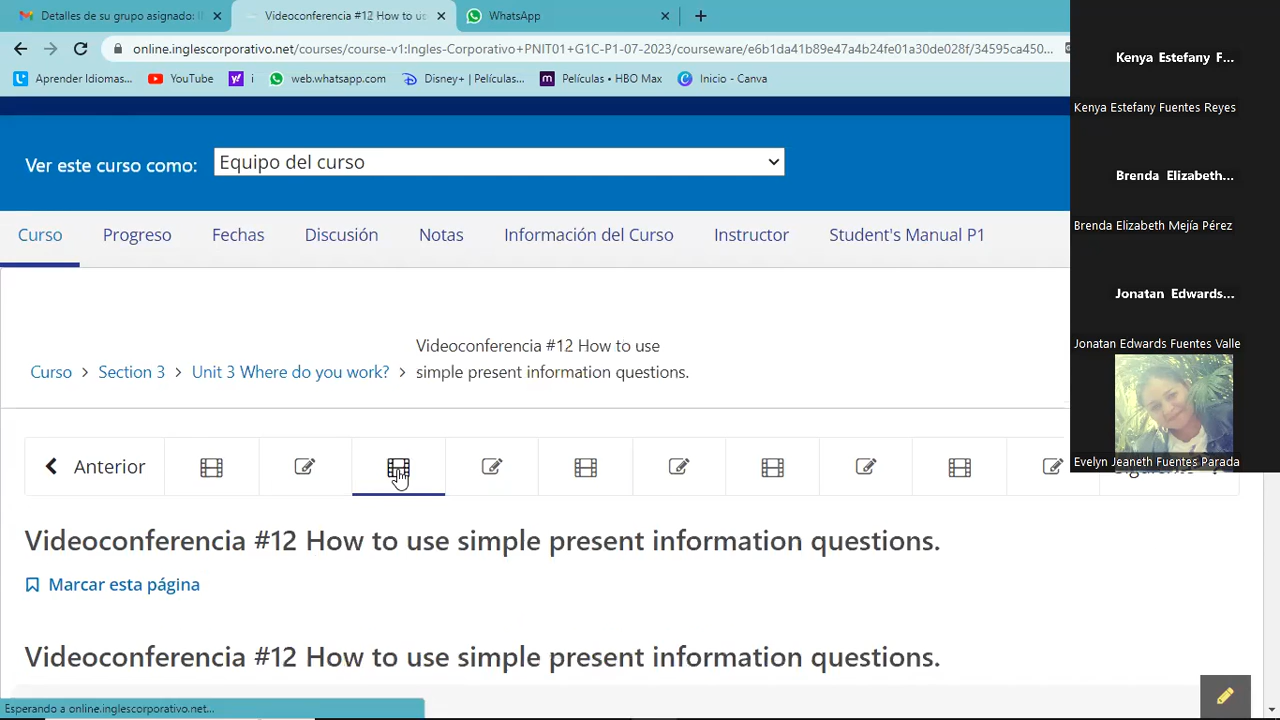 Detalles de su grupo asignado: I
Videoconferencia #12 How to us
WhatsApp
online.inglescorporativo.net/courses/course-v1:Ingles-Corporativo+PNIT01+G1C-P1-07-2023/courseware/e6b1da41b89e47a4b24fe01a30de028f/34595ca450...
Aprender Idiomas...
YouTube
i
web.whatsapp.com
Disney+ | Películas...
Películas • HBO Max
Inicio - Canva
Ver este curso como:
Equipo del curso
Curso
Progreso
Fechas
Discusión
Notas
Información del Curso
Instructor
Student's Manual P1
Curso > Section 3 > Unit 3 Where do you work? >
Videoconferencia #12 How to use
simple present information questions.
Anterior
Videoconferencia #12 How to use simple present information questions.
Marcar esta página
Videoconferencia #12 How to use simple present information questions.
Esperando a online.inglescorporativo.net...
Kenya Estefany F...
Kenya Estefany Fuentes Reyes
Brenda Elizabeth...
Brenda Elizabeth Mejía Pérez
Jonatan Edwards...
Jonatan Edwards Fuentes Valle
Evelyn Jeaneth Fuentes Parada